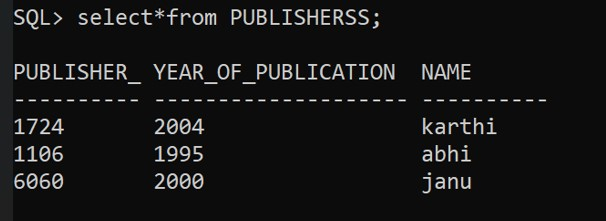 SQL> select*from PUBLISHERSS;
PUBLISHER_ YEAR_OF_PUBLICATION  NAME
---------- -------------------- ----------
1724       2004                 karthi
1106       1995                 abhi
6060       2000                 janu